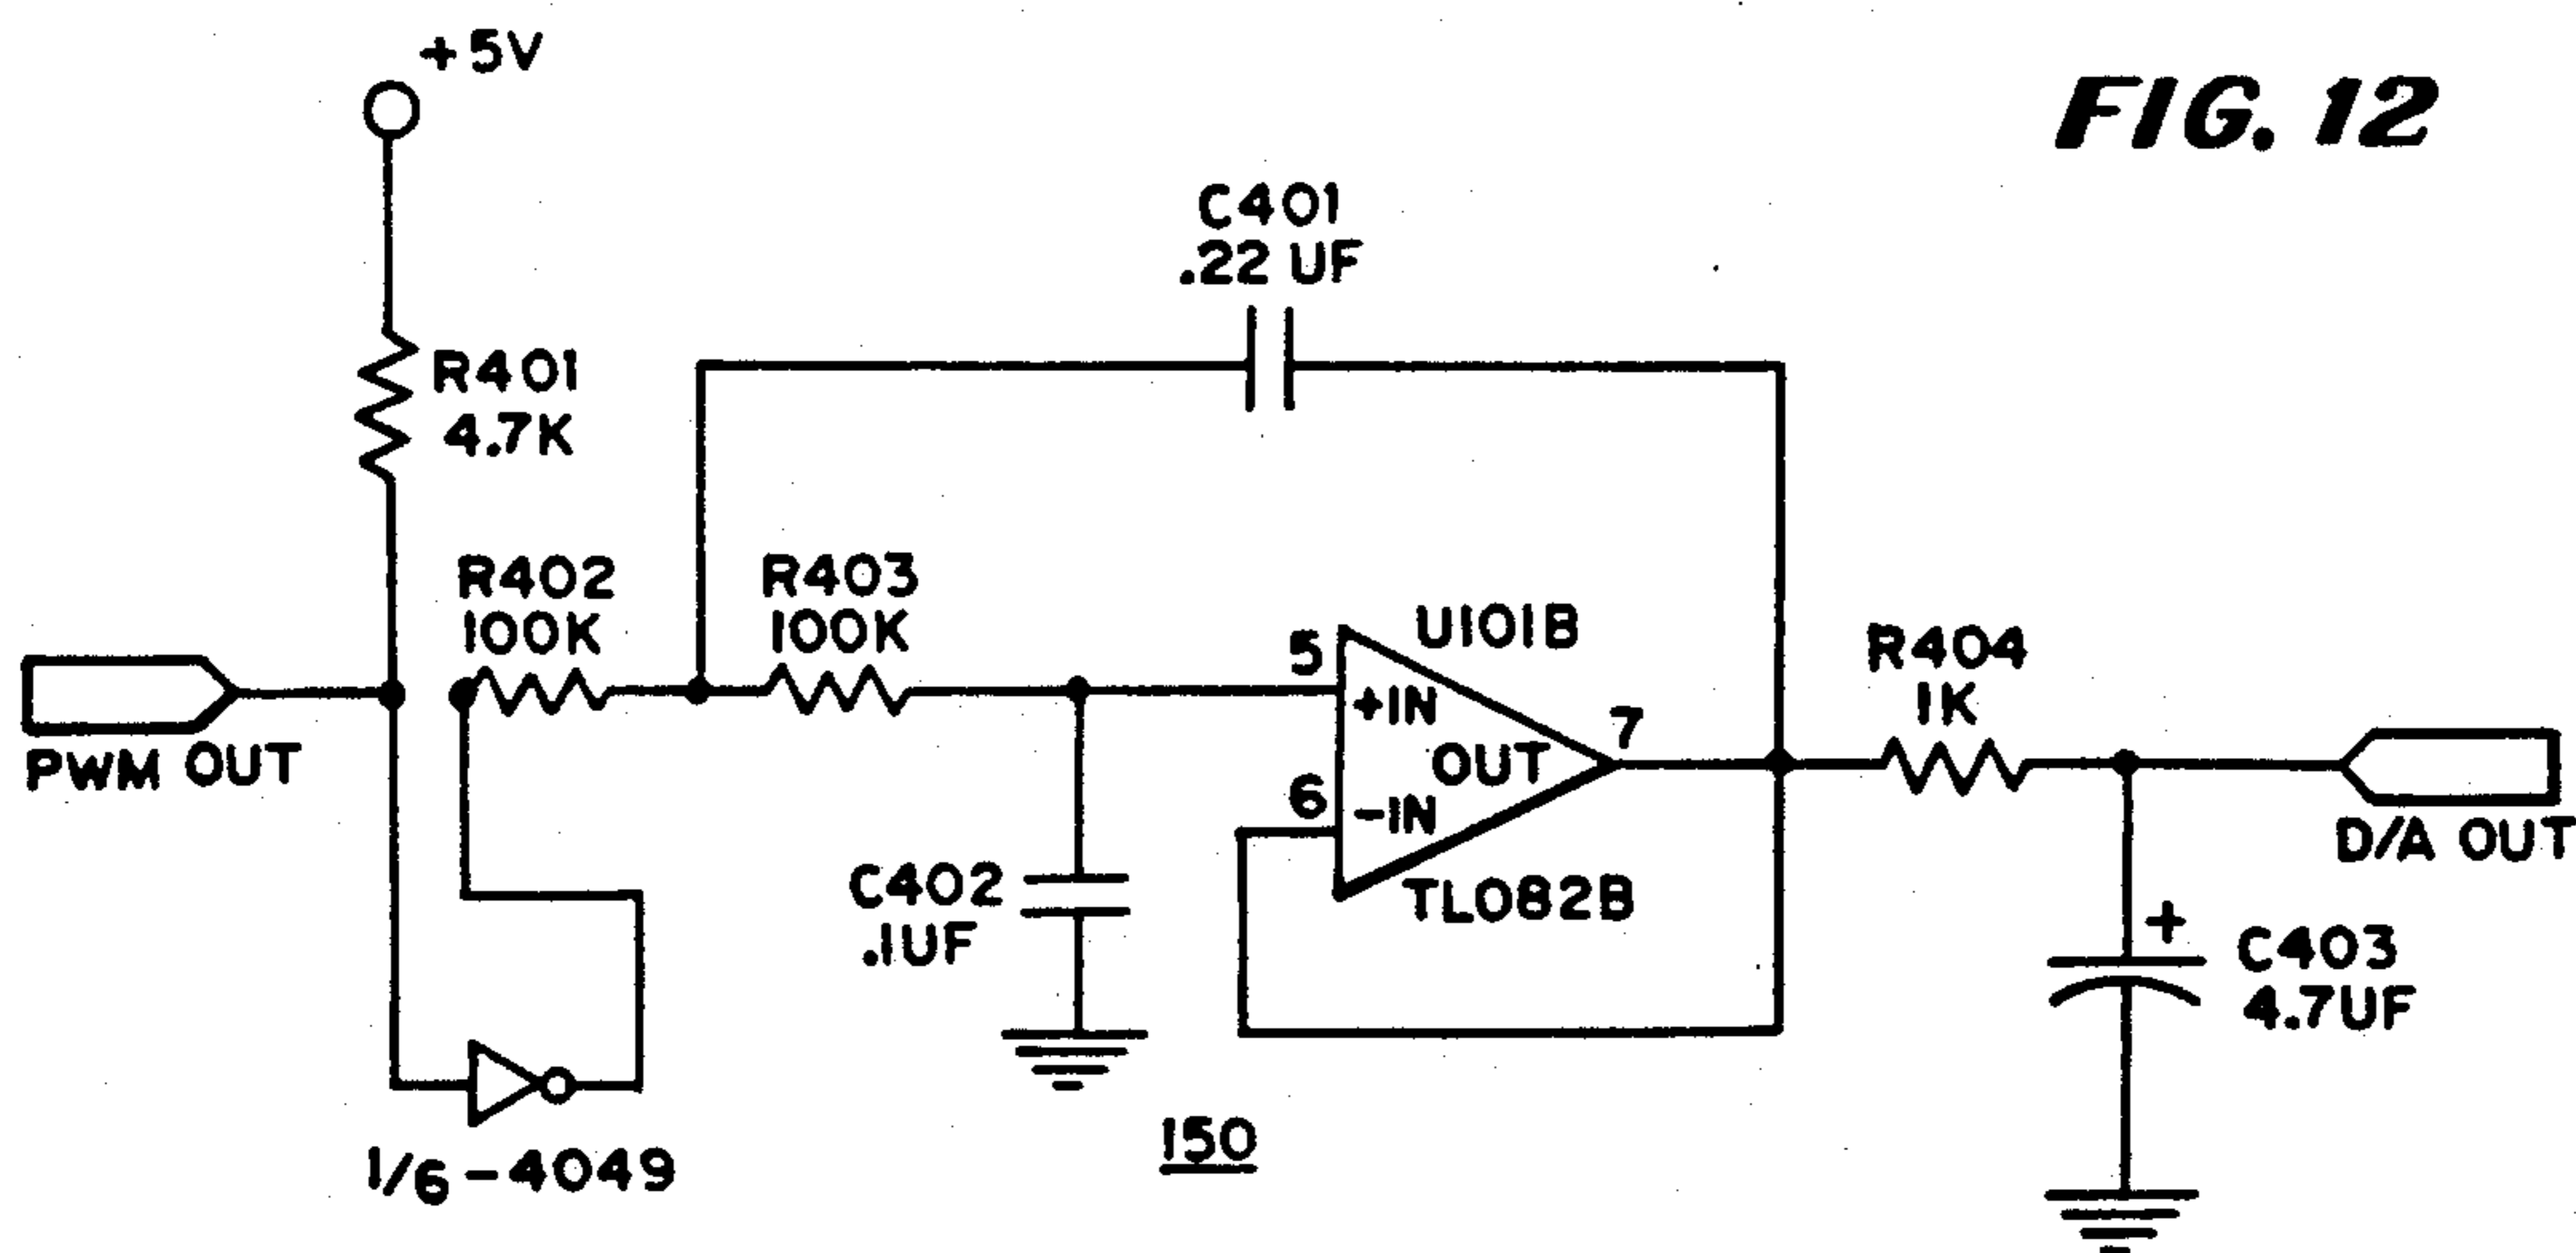 +5V
FIG. 12
C401
.22 UF
R401
4.7K
R402
100K
R403
100K
U101B
5
+IN
OUT
7
6
-IN
TL082B
R404
1K
PWM OUT
D/A OUT
C402
.1UF
+
C403
4.7UF
1/6-4049
150